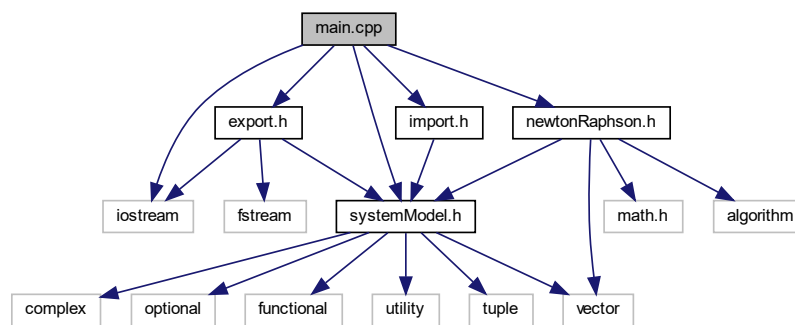 main.cpp
export.h
import.h
newtonRaphson.h
iostream
fstream
systemModel.h
math.h
algorithm
complex
optional
functional
utility
tuple
vector